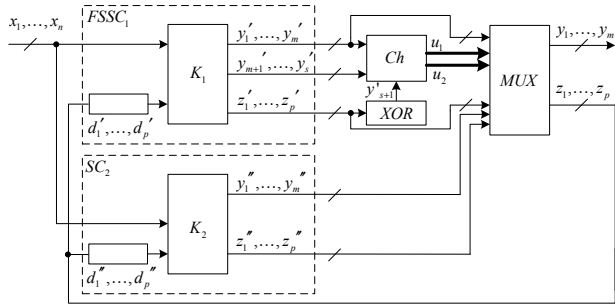 x₁,...,xₙ
FSSC₁
K₁
y₁′,...,yₘ′
yₘ₊₁′,...,yₛ′
z₁′,...,zₚ′
d₁′,...,dₚ′
Ch
u₁
u₂
y′ₛ₊₁
XOR
MUX
y₁,...,yₘ
z₁,...,zₚ
SC₂
K₂
y₁″,...,yₘ″
z₁″,...,zₚ″
d₁″,...,dₚ″